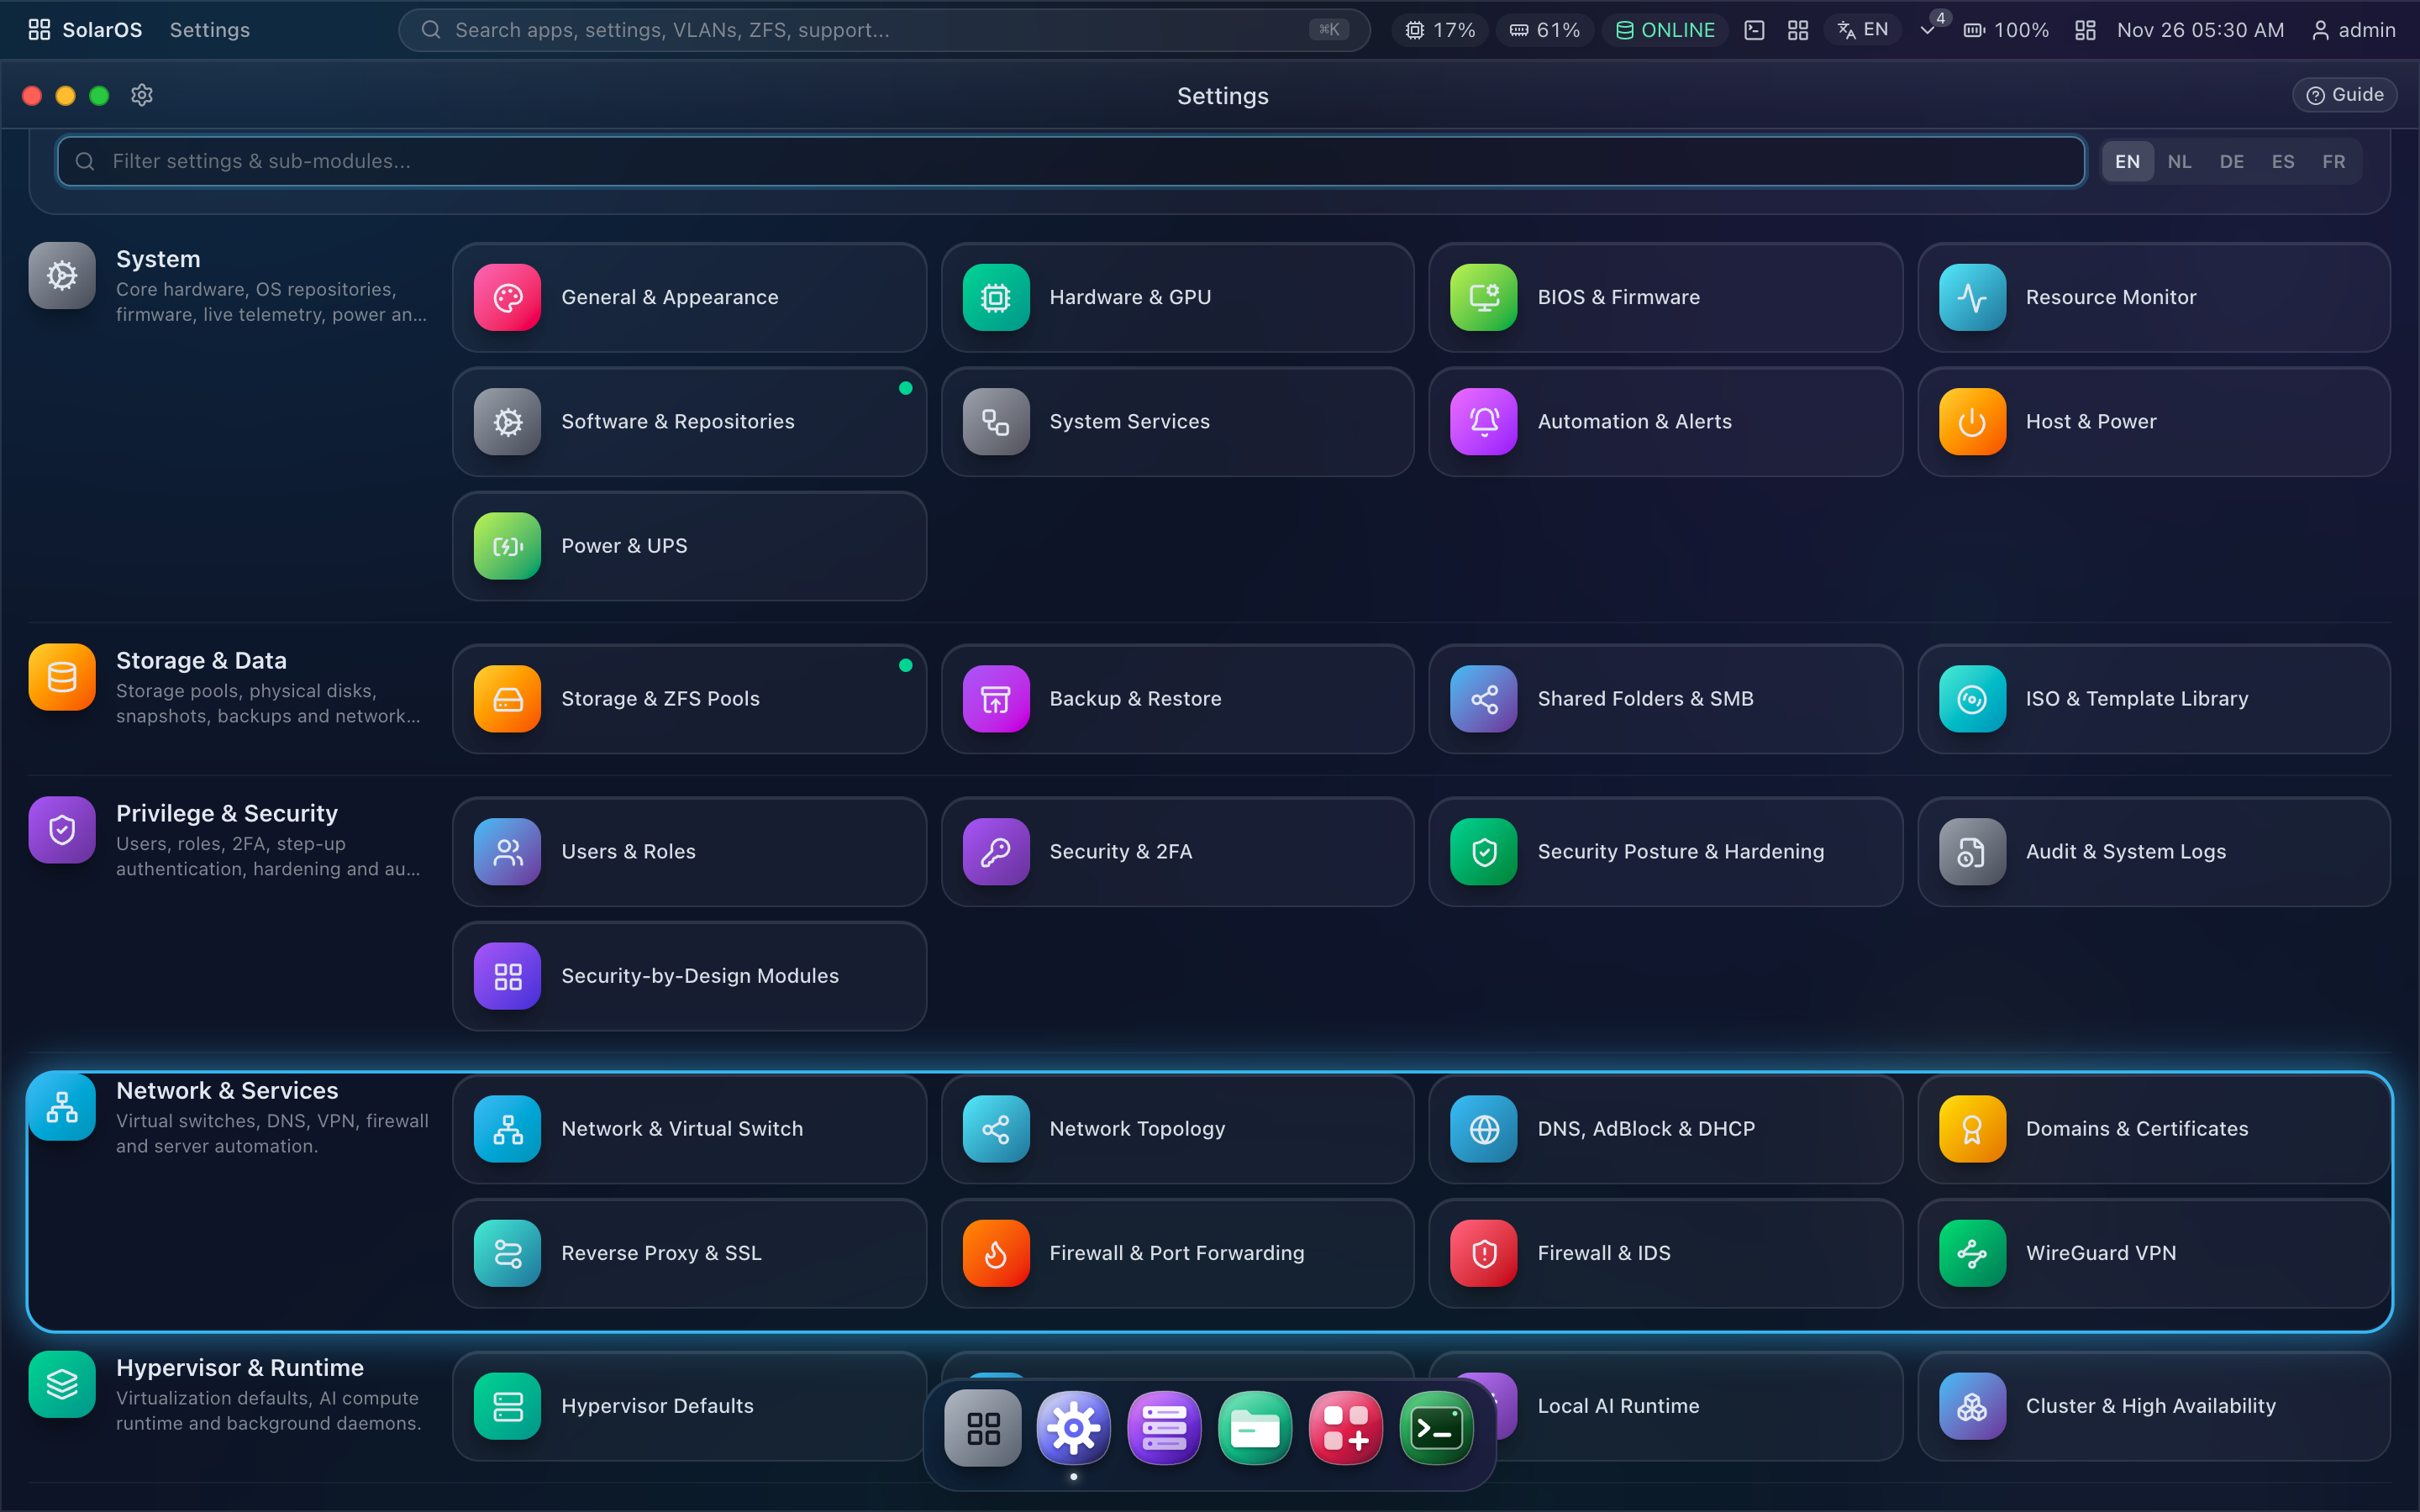 SolarOS Settings Search apps, settings, VLANs, ZFS, support... ⌘K 17% 61% ONLINE EN 4 100% Nov 26 05:30 AM admin
Settings Guide
Filter settings & sub-modules... EN NL DE ES FR
System
Core hardware, OS repositories,
firmware, live telemetry, power an...
General & Appearance Hardware & GPU BIOS & Firmware Resource Monitor
Software & Repositories System Services Automation & Alerts Host & Power
Power & UPS
Storage & Data
Storage pools, physical disks,
snapshots, backups and network...
Storage & ZFS Pools Backup & Restore Shared Folders & SMB ISO & Template Library
Privilege & Security
Users, roles, 2FA, step-up
authentication, hardening and au...
Users & Roles Security & 2FA Security Posture & Hardening Audit & System Logs
Security-by-Design Modules
Network & Services
Virtual switches, DNS, VPN, firewall
and server automation.
Network & Virtual Switch Network Topology DNS, AdBlock & DHCP Domains & Certificates
Reverse Proxy & SSL Firewall & Port Forwarding Firewall & IDS WireGuard VPN
Hypervisor & Runtime
Virtualization defaults, AI compute
runtime and background daemons.
Hypervisor Defaults Local AI Runtime Cluster & High Availability